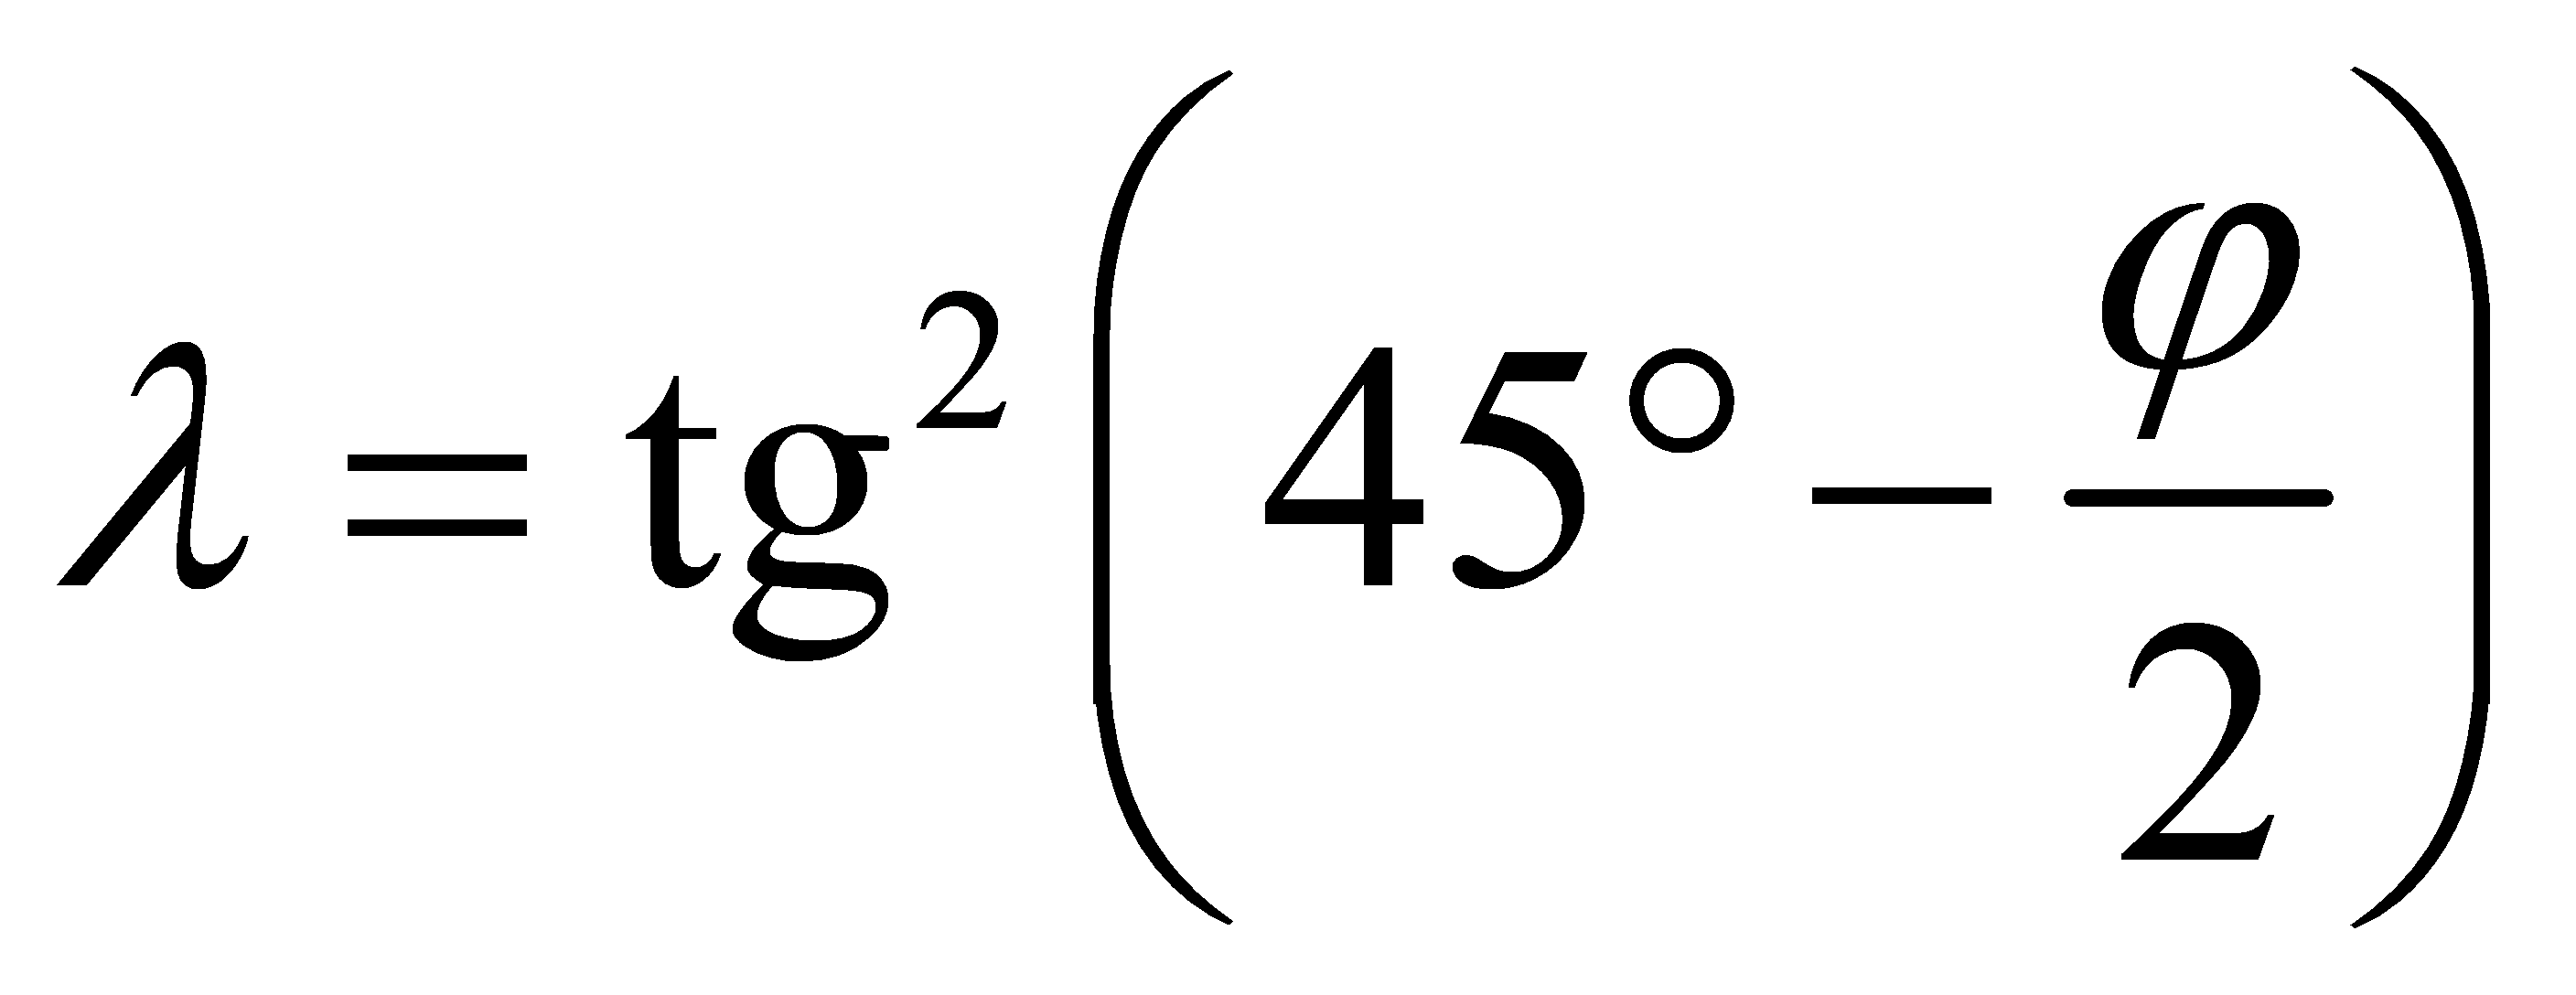 λ = tg²(45° − φ/2)